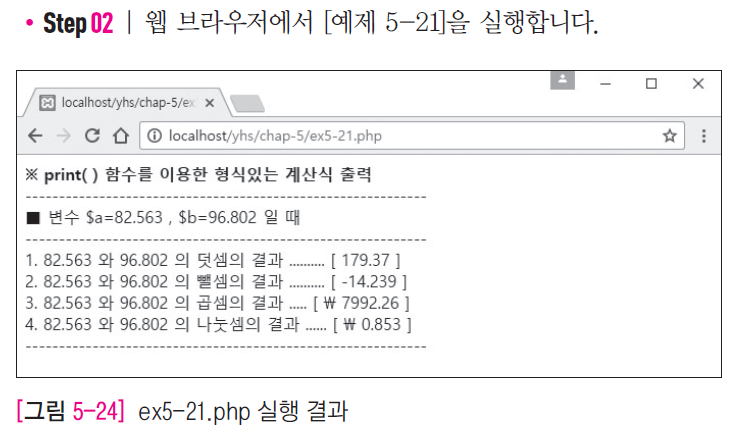 • Step 02 | 웹 브라우저에서 [예제 5-21]을 실행합니다.
localhost/yhs/chap-5/ex
localhost/yhs/chap-5/ex5-21.php
※ print( ) 함수를 이용한 형식있는 계산식 출력
------------------------------------------------------------
■ 변수 $a=82.563 , $b=96.802 일 때
------------------------------------------------------------
1. 82.563 와 96.802 의 덧셈의 결과 .......... [ 179.37 ]
2. 82.563 와 96.802 의 뺄셈의 결과 .......... [ -14.239 ]
3. 82.563 와 96.802 의 곱셈의 결과 ..... [ ₩ 7992.26 ]
4. 82.563 와 96.802 의 나눗셈의 결과 ...... [ ₩ 0.853 ]
------------------------------------------------------------
[그림 5-24] ex5-21.php 실행 결과